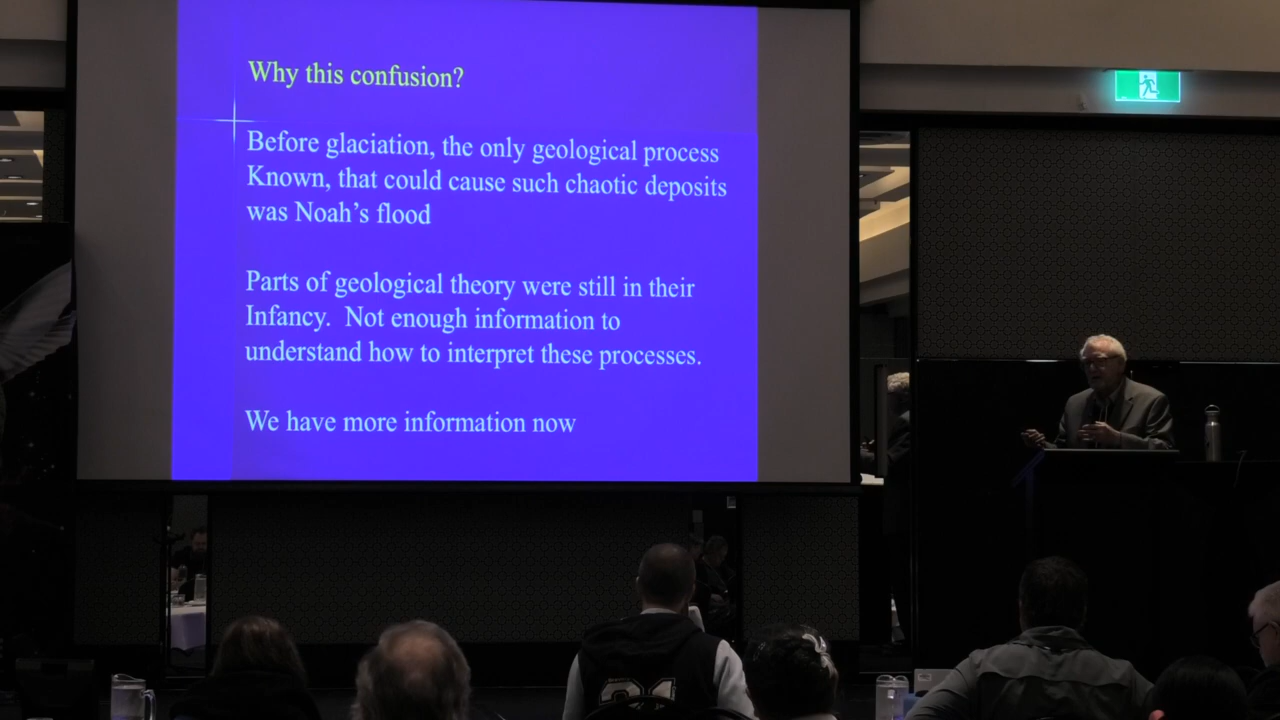 Why this confusion?
Before glaciation, the only geological process
Known, that could cause such chaotic deposits
was Noah's flood
Parts of geological theory were still in their
Infancy.  Not enough information to
understand how to interpret these processes.
We have more information now
21